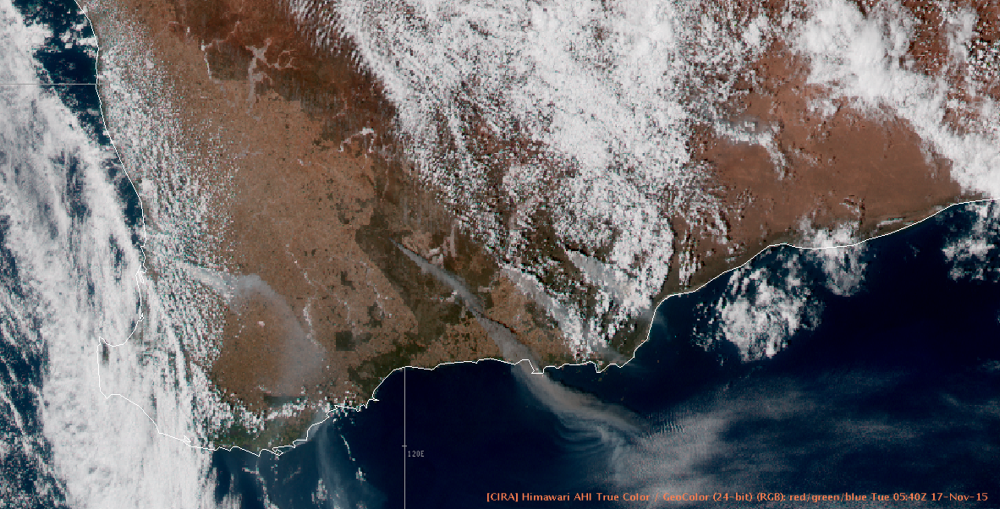 120E
[CIRA] Himawari AHI True Color / GeoColor (24-bit) (RGB): red/green/blue Tue 05:40Z 17-Nov-15